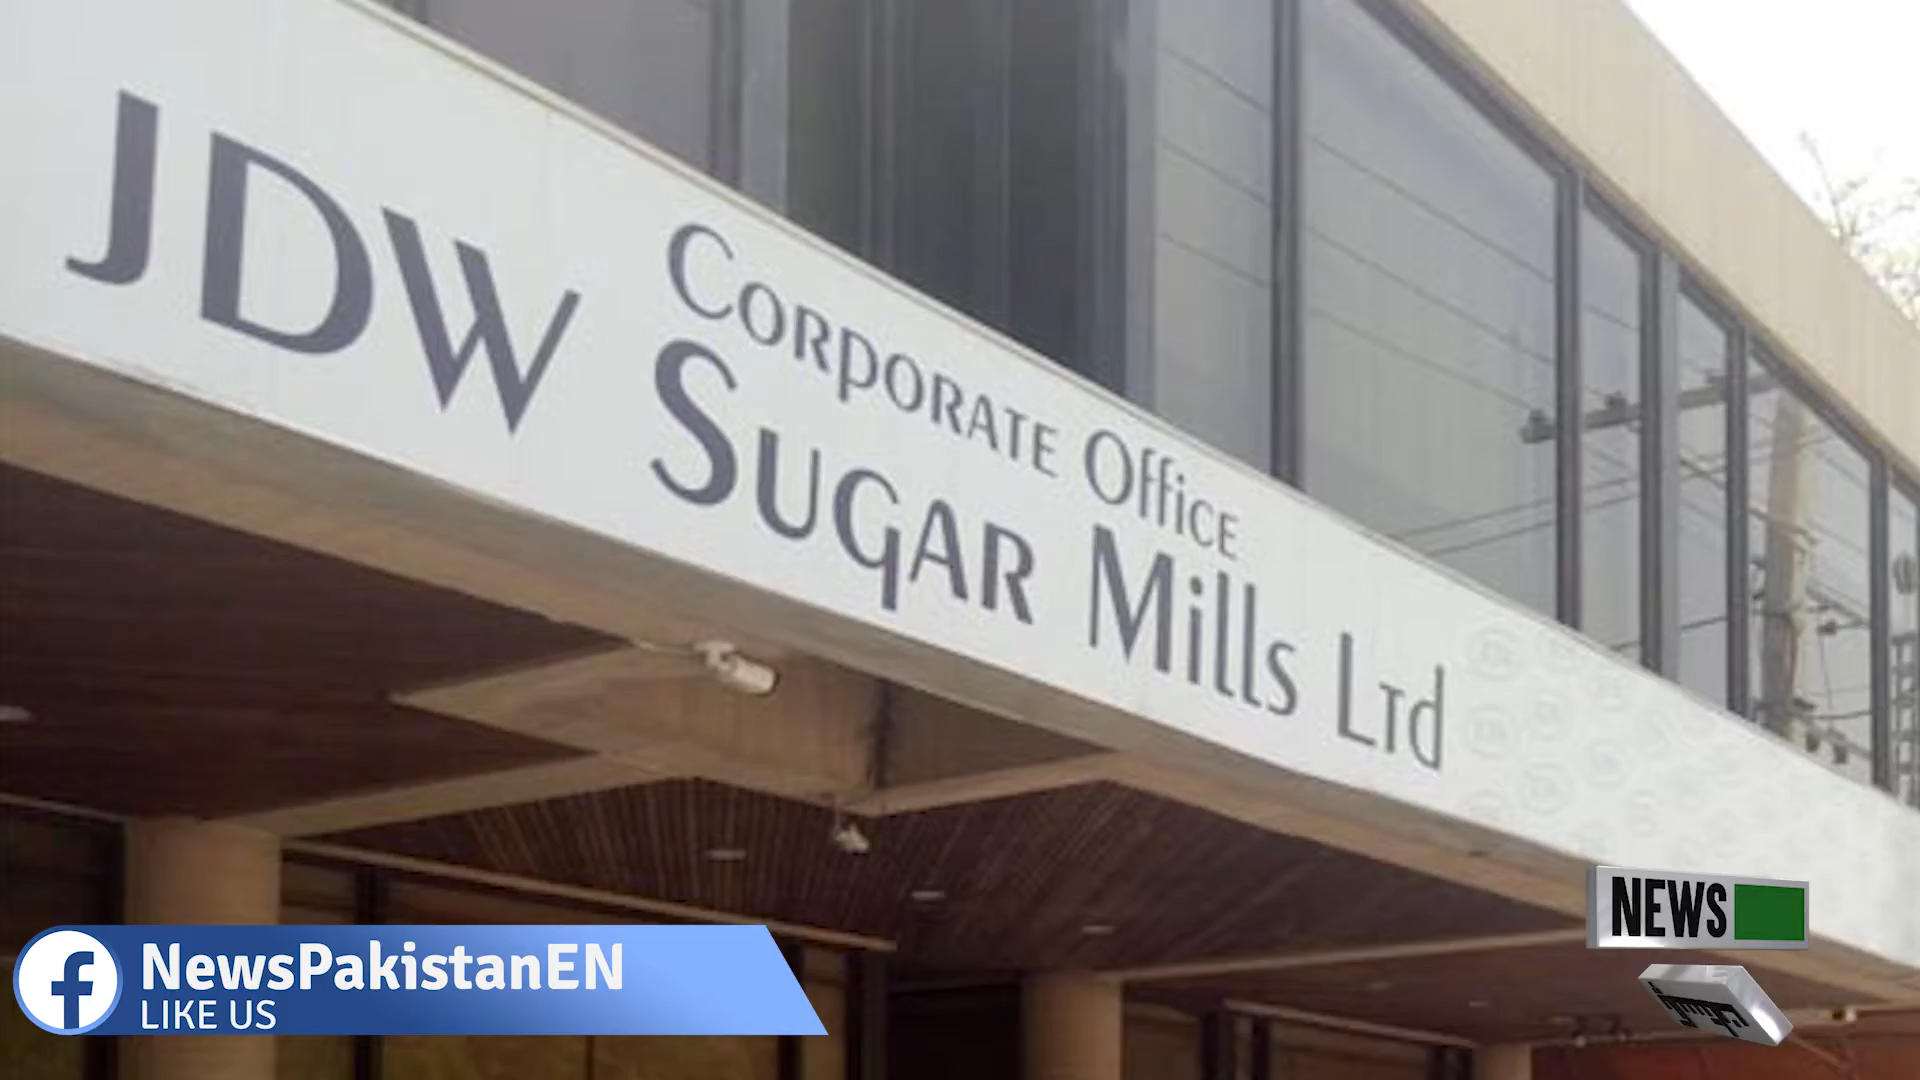 JDW
Corporate Office
Sugar Mills Ltd
NEWS
NewsPakistanEN
LIKE US